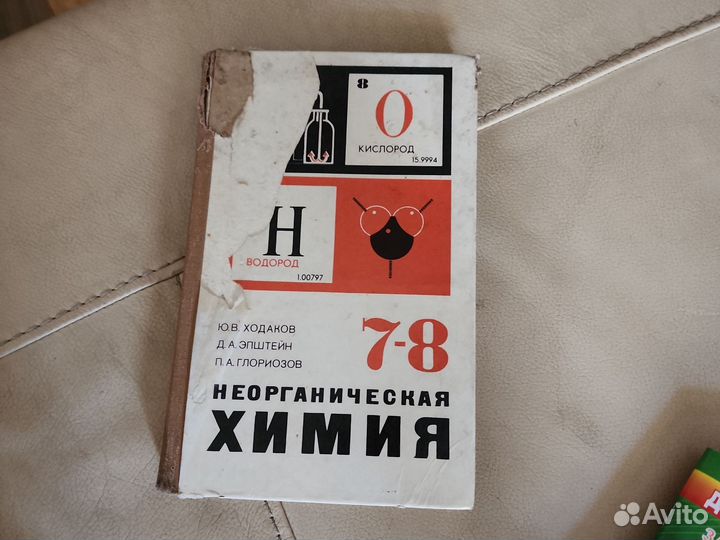 8
О
КИСЛОРОД
15.9994
Н
ВОДОРОД
1.00797
Ю.В. ХОДАКОВ
Д.А. ЭПШТЕЙН
П.А. ГЛОРИОЗОВ
7-8
НЕОРГАНИЧЕСКАЯ
ХИМИЯ
Avito